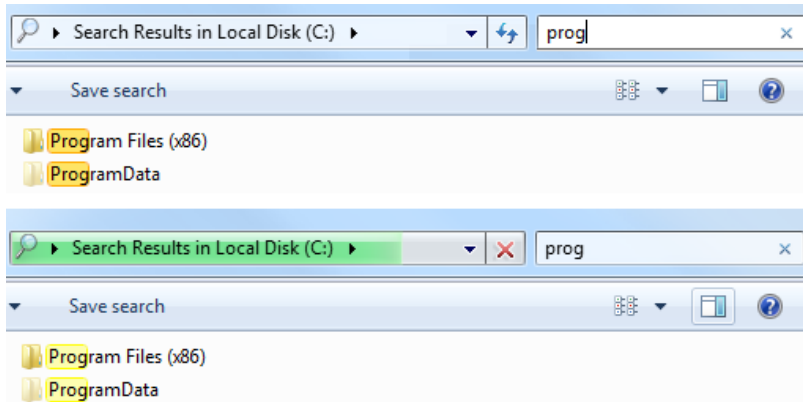 Search Results in Local Disk (C:) prog
Save search
Program Files (x86)
ProgramData
Search Results in Local Disk (C:) prog
Save search
Program Files (x86)
ProgramData